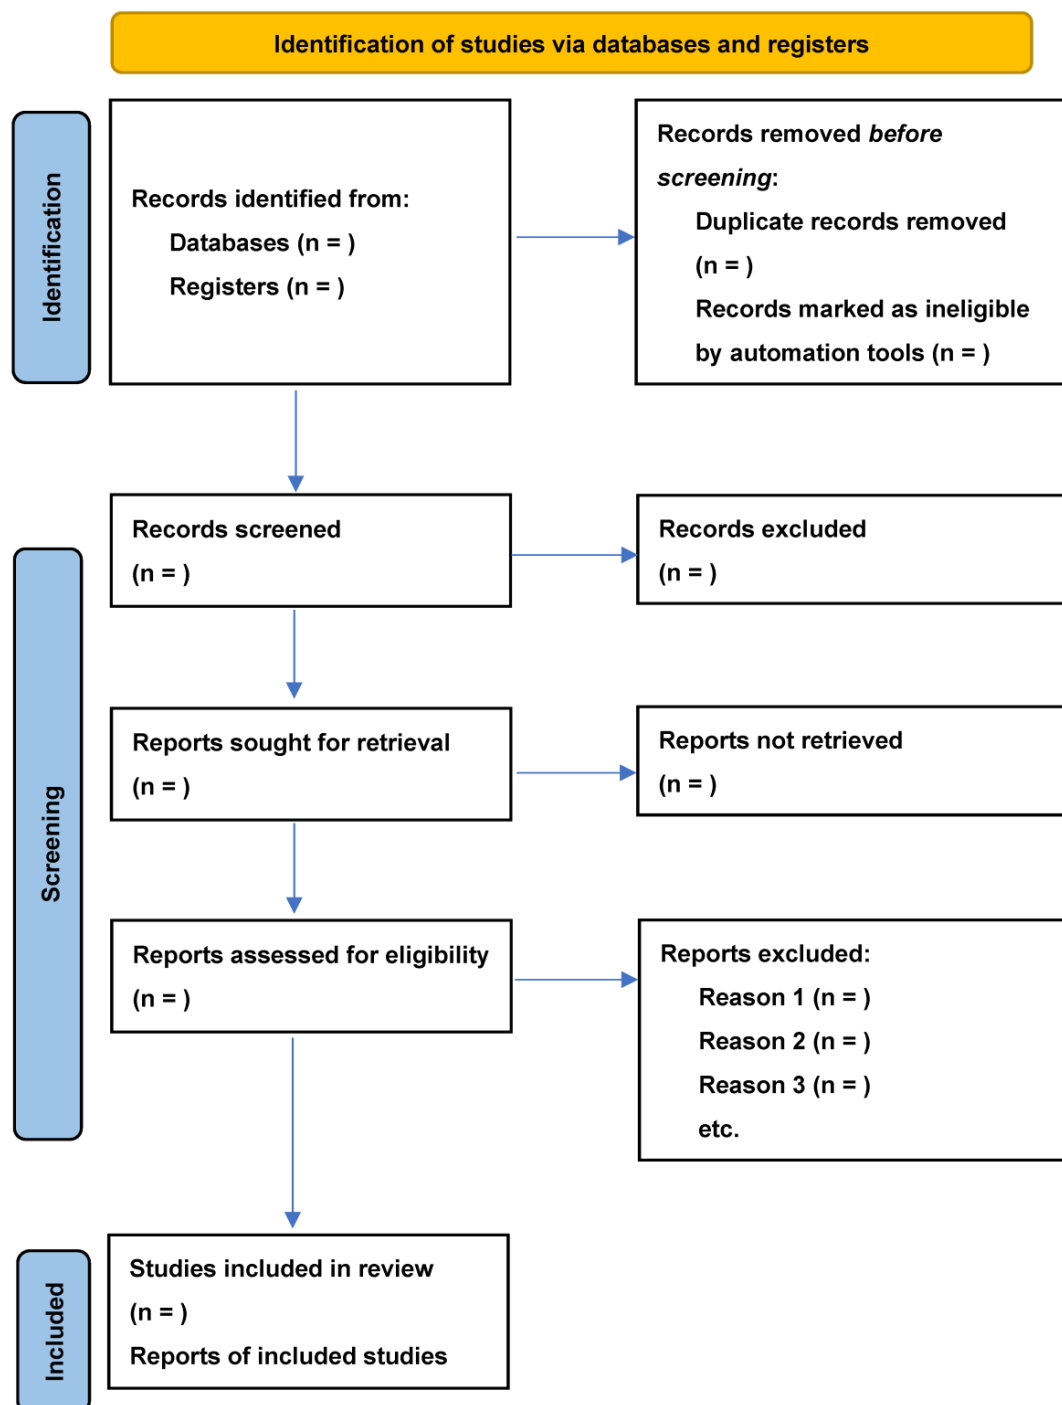 Identification of studies via databases and registers
Identification
Records identified from:
Databases (n = )
Registers (n = )
Records removed before
screening:
Duplicate records removed
(n = )
Records marked as ineligible
by automation tools (n = )
Screening
Records screened
(n = )
Records excluded
(n = )
Reports sought for retrieval
(n = )
Reports not retrieved
(n = )
Reports assessed for eligibility
(n = )
Reports excluded:
Reason 1 (n = )
Reason 2 (n = )
Reason 3 (n = )
etc.
Included
Studies included in review
(n = )
Reports of included studies